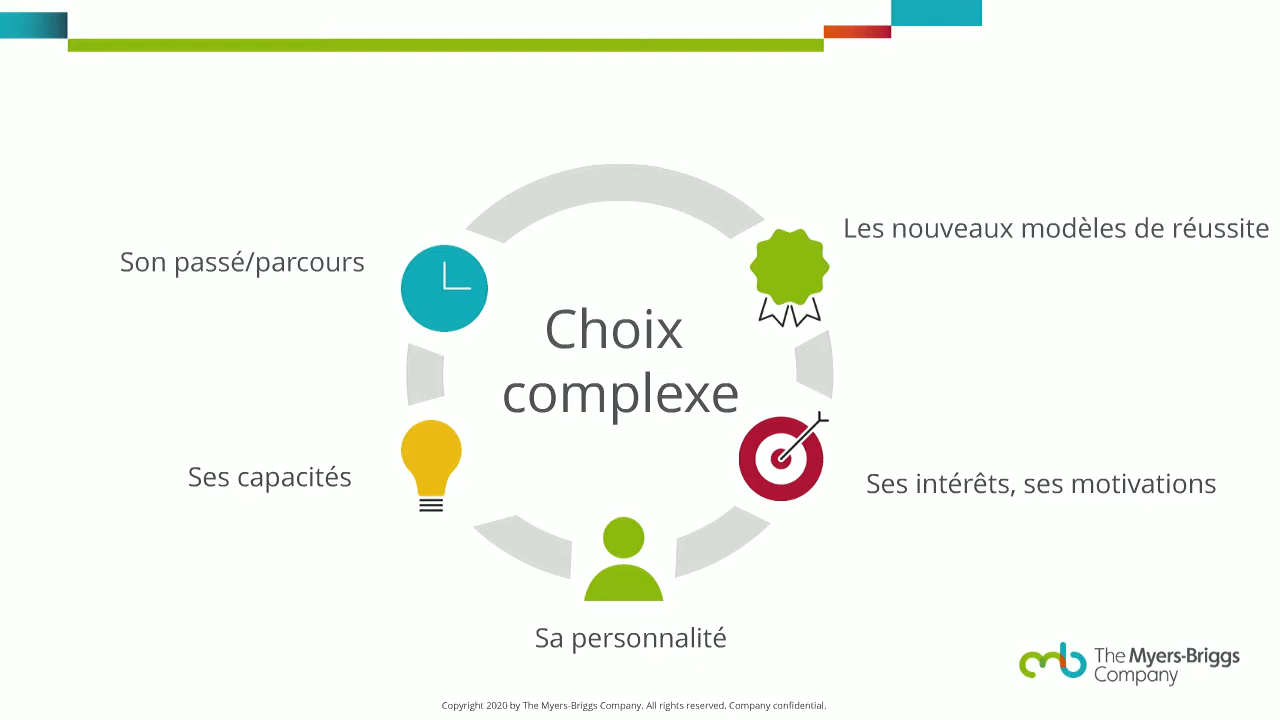 Les nouveaux modèles de réussite
Son passé/parcours
Choix
complexe
Ses capacités
Ses intérêts, ses motivations
Sa personnalité
The Myers-Briggs
Company
Copyright 2020 by The Myers-Briggs Company. All rights reserved. Company confidential.